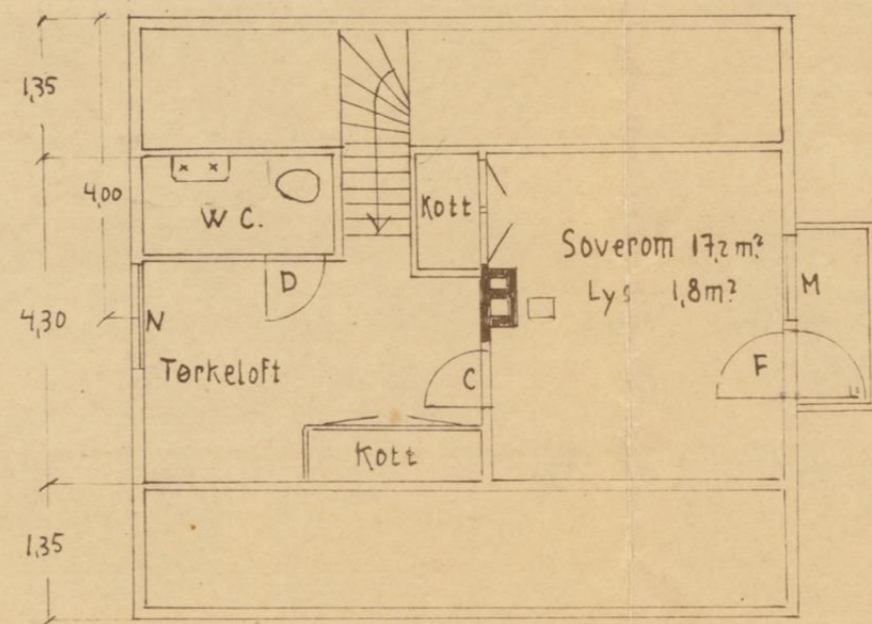 1,35
4,00
4,30
1,35
W C.
Kott
Soverom 17,2 m²
Lys 1,8 m²
M
D
N
Tørkeloft
C
F
Kott